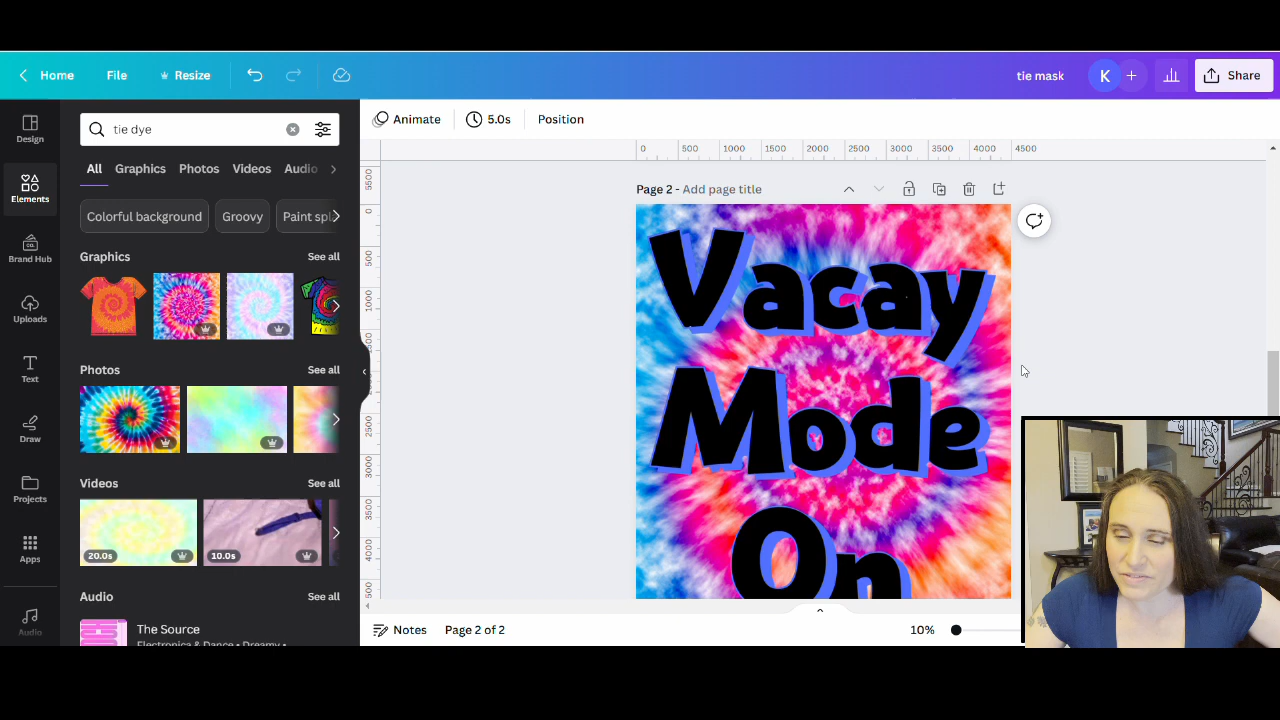 Home File Resize tie mask K + Share
Design
Elements
Brand Hub
Uploads
Text
Draw
Projects
Apps
Audio
tie dye
All Graphics Photos Videos Audio
Colorful background Groovy Paint spl
Graphics See all
Photos See all
Videos See all
20.0s 10.0s
Audio See all
The Source
Electronica & Dance • Dreamy •
Animate 5.0s Position
0 500 1000 1500 2000 2500 3000 3500 4000 4500
Page 2 - Add page title
Vacay
Mode
On
Notes Page 2 of 2 10%